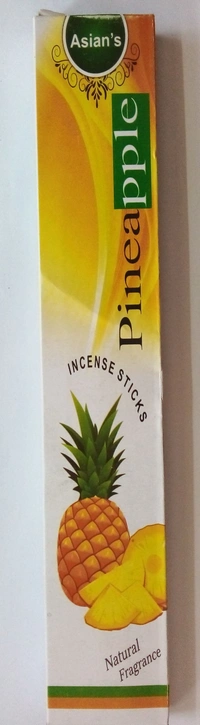 Asian's
Pineapple
INCENSE STICKS
Natural
Fragrance